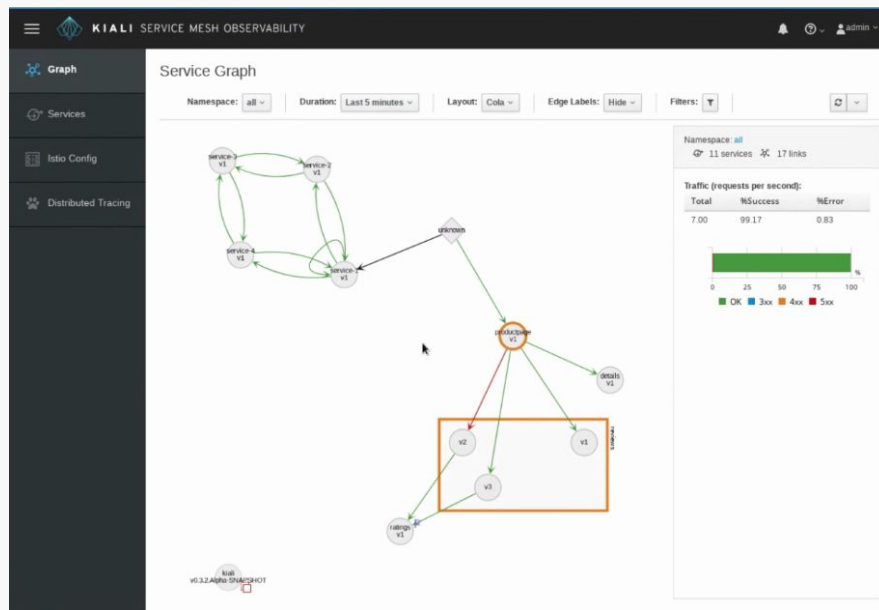 KIALI SERVICE MESH OBSERVABILITY
admin
Graph
Services
Istio Config
Distributed Tracing
Service Graph
Namespace: all
Duration: Last 5 minutes
Layout: Cola
Edge Labels: Hide
Filters:
service-3
v1
service-2
v1
service-4
v1
service-1
v1
unknown
productpage
v1
details
v1
reviews
v2
v1
v3
ratings
v1
kiali
v0.3.2.Alpha-SNAPSHOT
Namespace: all
11 services 17 links
Traffic (requests per second):
Total %Success %Error
7.00 99.17 0.83
%
0 25 50 75 100
OK 3xx 4xx 5xx